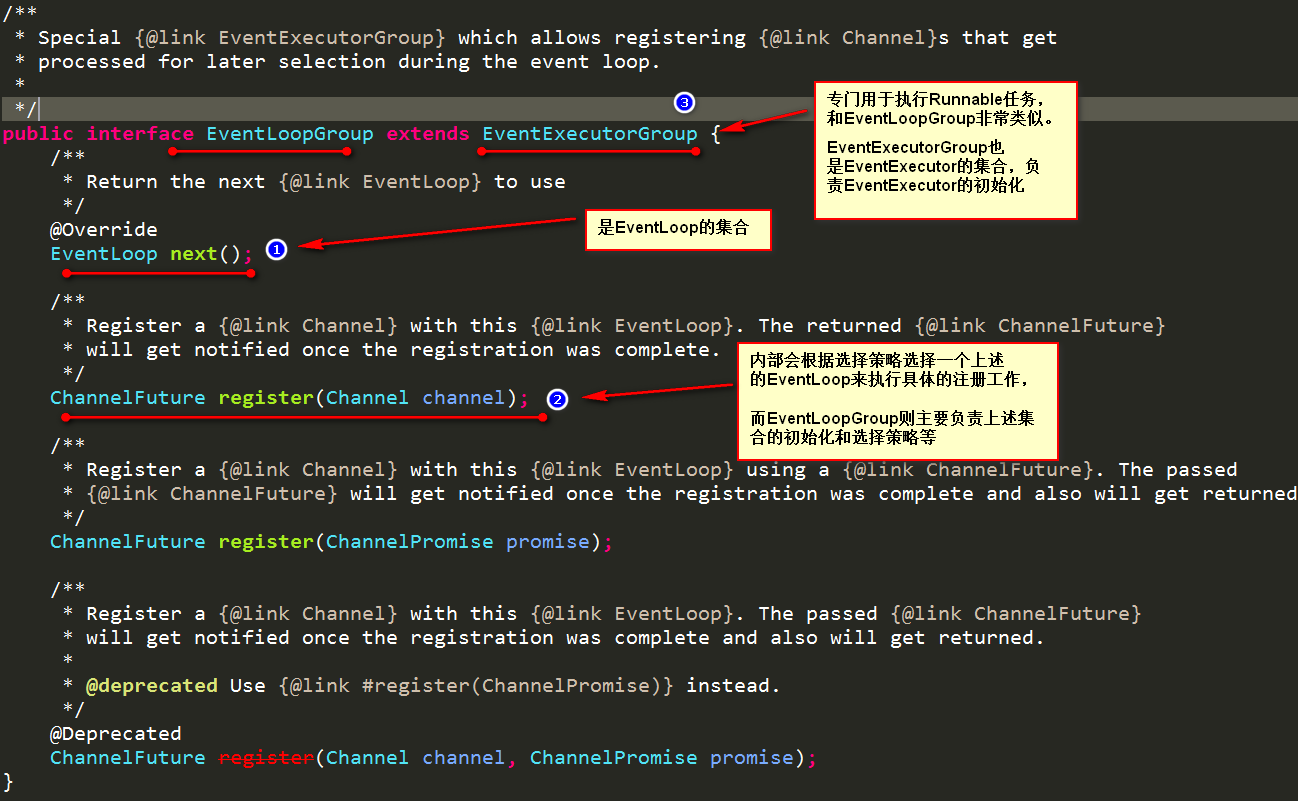 /**
 * Special {@link EventExecutorGroup} which allows registering {@link Channel}s that get
 * processed for later selection during the event loop.
 *
 */
③
public interface EventLoopGroup extends EventExecutorGroup {
专门用于执行Runnable任务，
和EventLoopGroup非常类似。
EventExecutorGroup也
是EventExecutor的集合，负
责EventExecutor的初始化
    /**
     * Return the next {@link EventLoop} to use
     */
    @Override
    EventLoop next();
①
是EventLoop的集合
    /**
     * Register a {@link Channel} with this {@link EventLoop}. The returned {@link ChannelFuture}
     * will get notified once the registration was complete.
     */
    ChannelFuture register(Channel channel);
②
内部会根据选择策略选择一个上述
的EventLoop来执行具体的注册工作，
而EventLoopGroup则主要负责上述集
合的初始化和选择策略等
    /**
     * Register a {@link Channel} with this {@link EventLoop} using a {@link ChannelFuture}. The passed
     * {@link ChannelFuture} will get notified once the registration was complete and also will get returned
     */
    ChannelFuture register(ChannelPromise promise);
    /**
     * Register a {@link Channel} with this {@link EventLoop}. The passed {@link ChannelFuture}
     * will get notified once the registration was complete and also will get returned.
     *
     * @deprecated Use {@link #register(ChannelPromise)} instead.
     */
    @Deprecated
    ChannelFuture register(Channel channel, ChannelPromise promise);
}